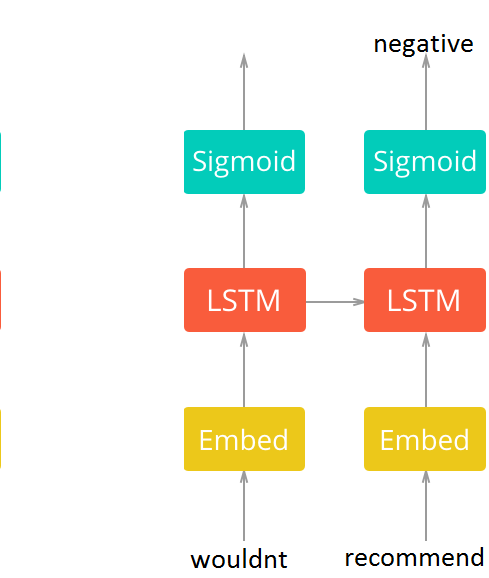 negative
Sigmoid Sigmoid
LSTM LSTM
Embed Embed
wouldnt recommend